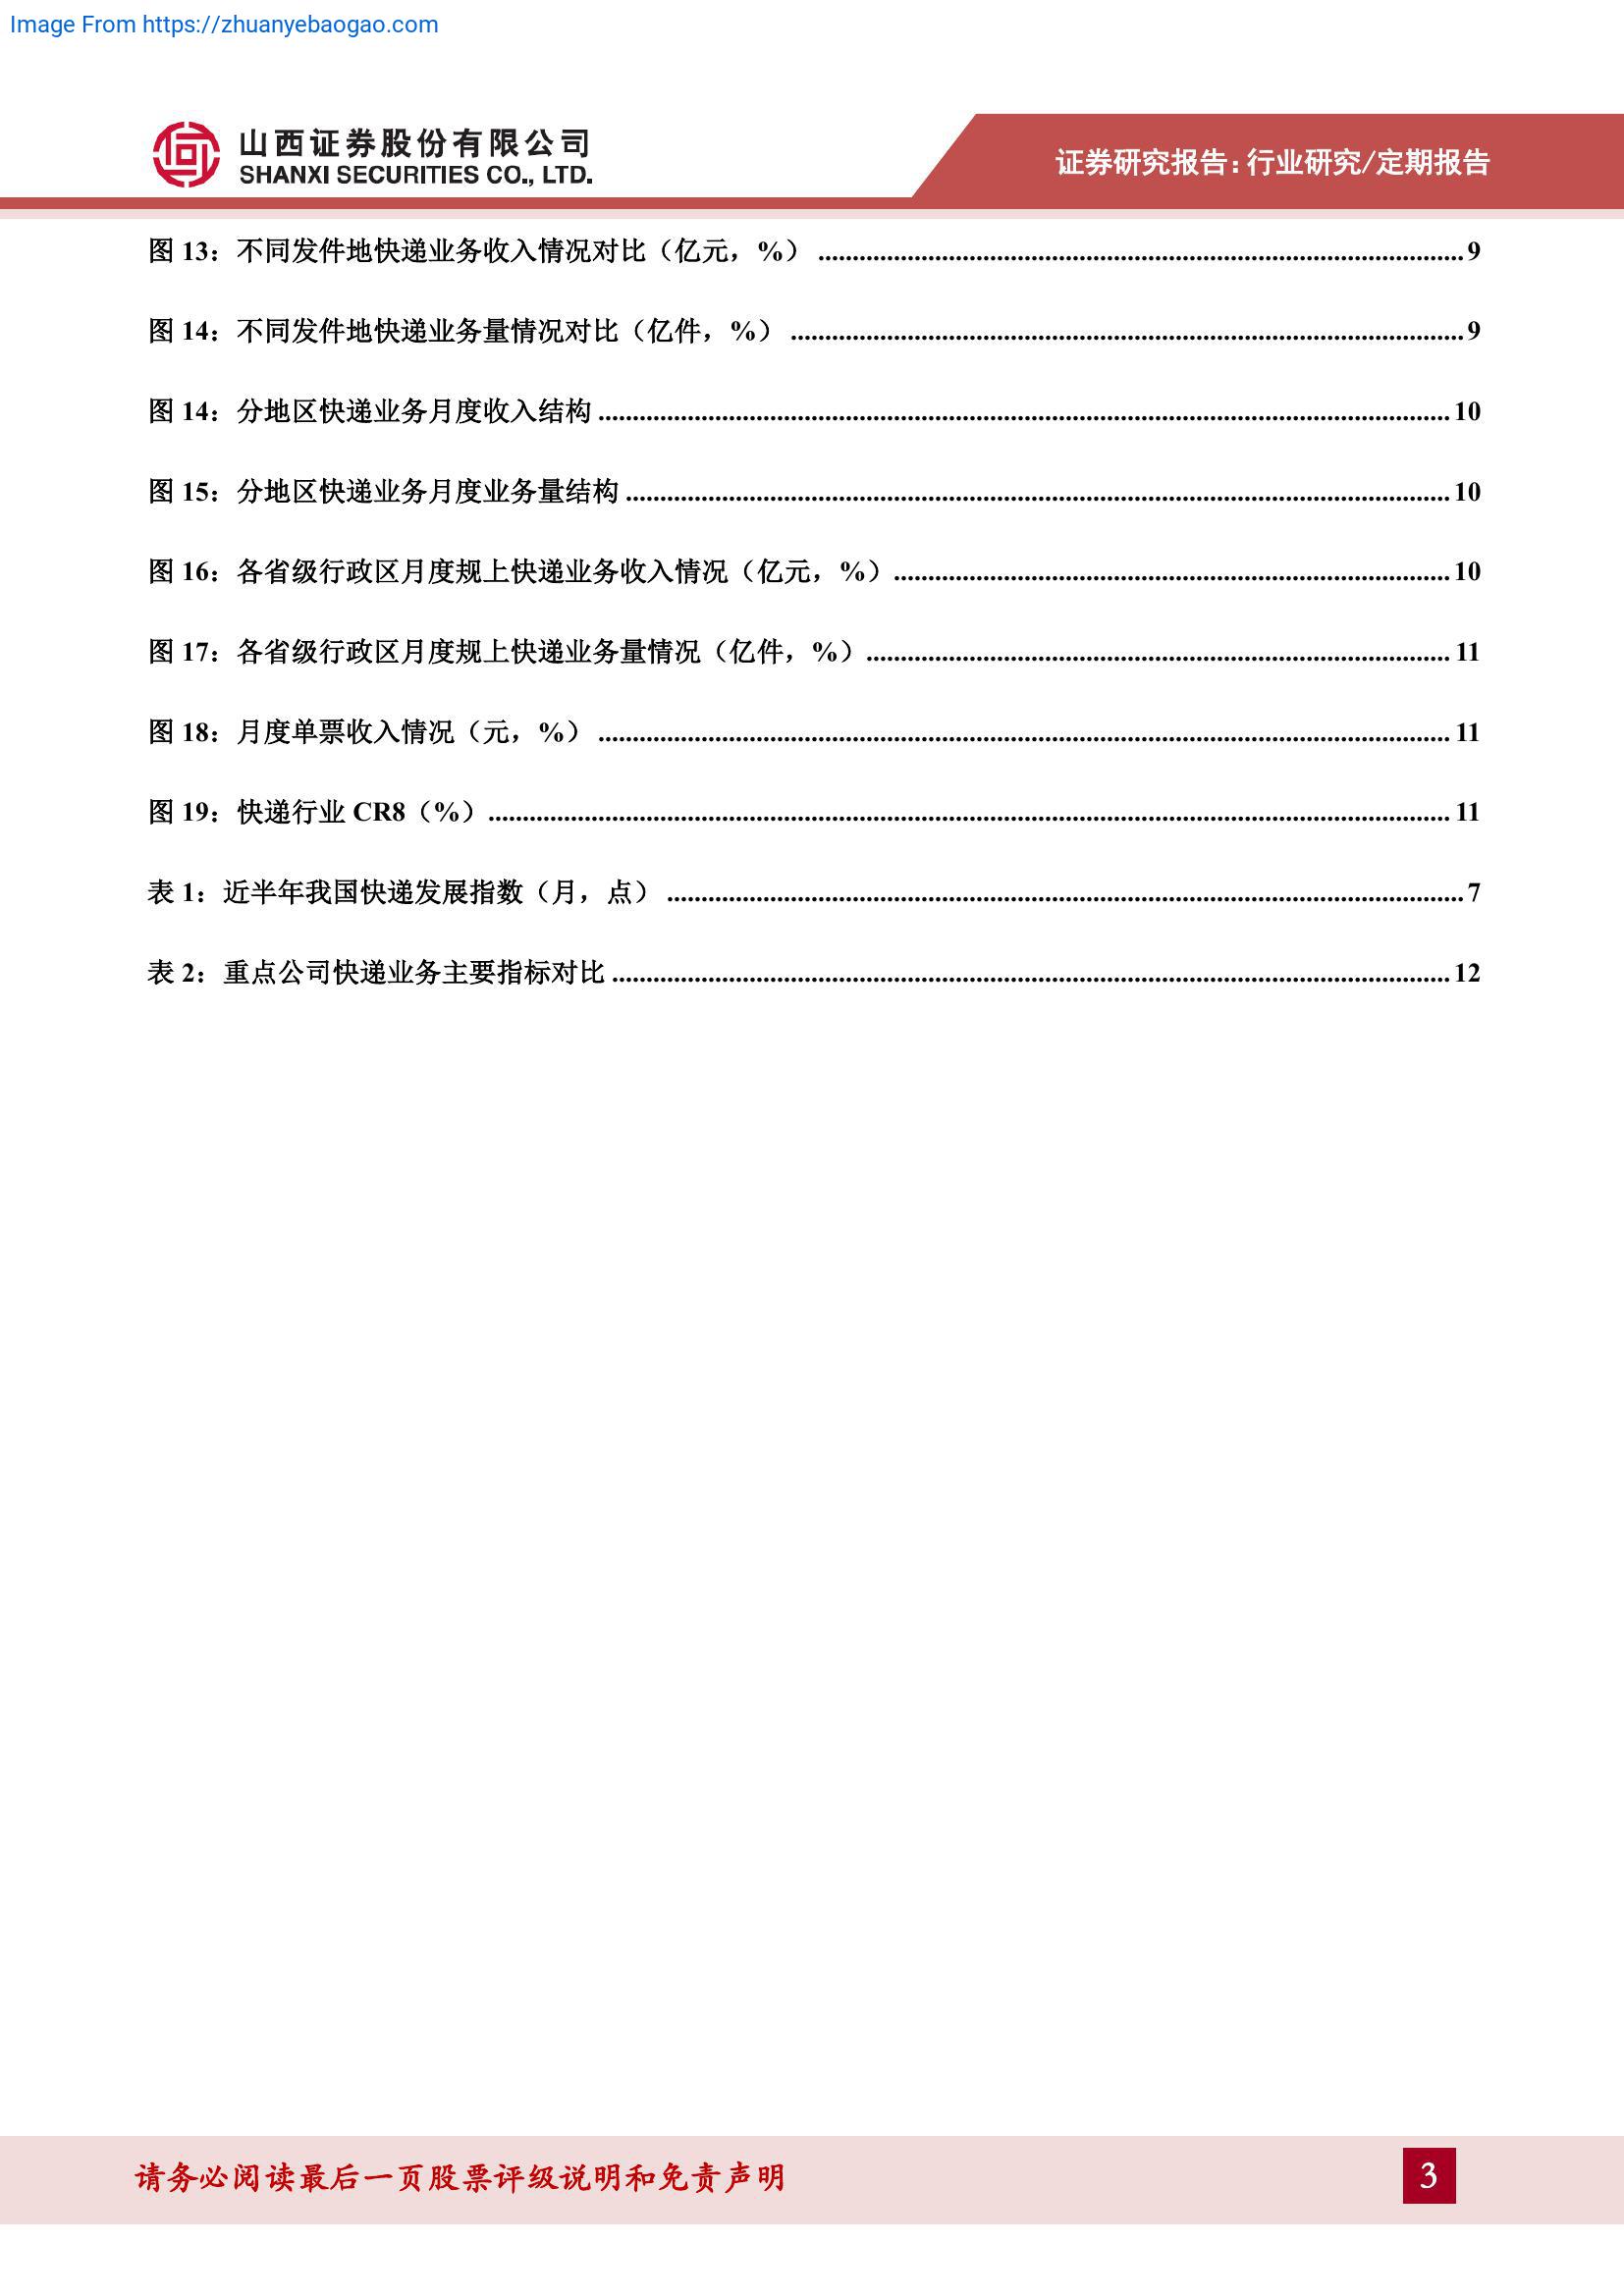 Image From https://zhuanyebaogao.com
山西证券股份有限公司
SHANXI SECURITIES CO., LTD.
证券研究报告：行业研究/定期报告
图 13：不同发件地快递业务收入情况对比（亿元，%） ........ 9
图 14：不同发件地快递业务量情况对比（亿件，%） ........ 9
图 14：分地区快递业务月度收入结构 ........ 10
图 15：分地区快递业务月度业务量结构 ........ 10
图 16：各省级行政区月度规上快递业务收入情况（亿元，%） ........ 10
图 17：各省级行政区月度规上快递业务量情况（亿件，%） ........ 11
图 18：月度单票收入情况（元，%） ........ 11
图 19：快递行业 CR8（%） ........ 11
表 1：近半年我国快递发展指数（月，点） ........ 7
表 2：重点公司快递业务主要指标对比 ........ 12
请务必阅读最后一页股票评级说明和免责声明
3